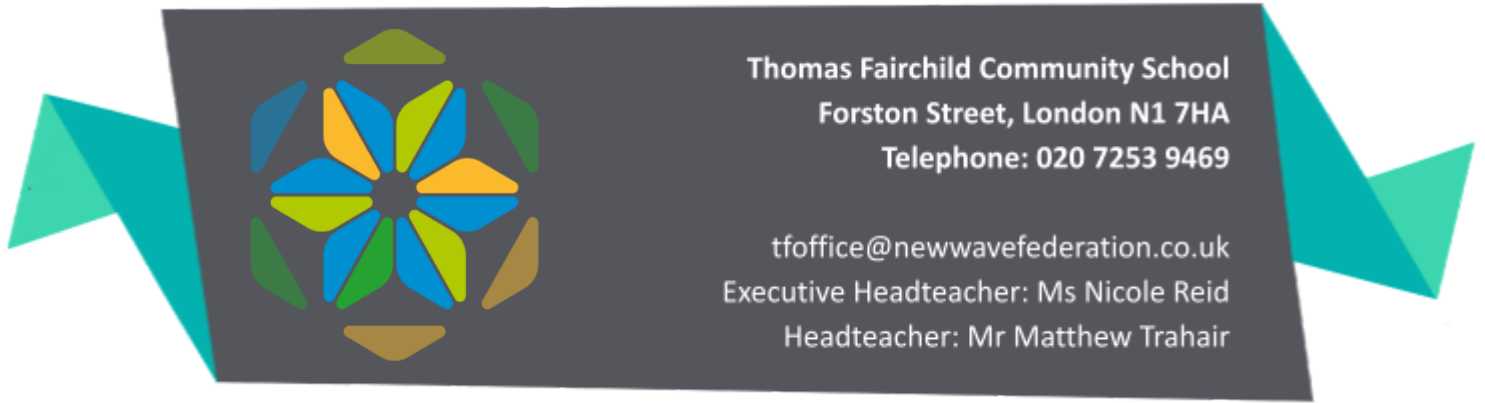 Thomas Fairchild Community School
Forston Street, London N1 7HA
Telephone: 020 7253 9469
tfoffice@newwavefederation.co.uk
Executive Headteacher: Ms Nicole Reid
Headteacher: Mr Matthew Trahair